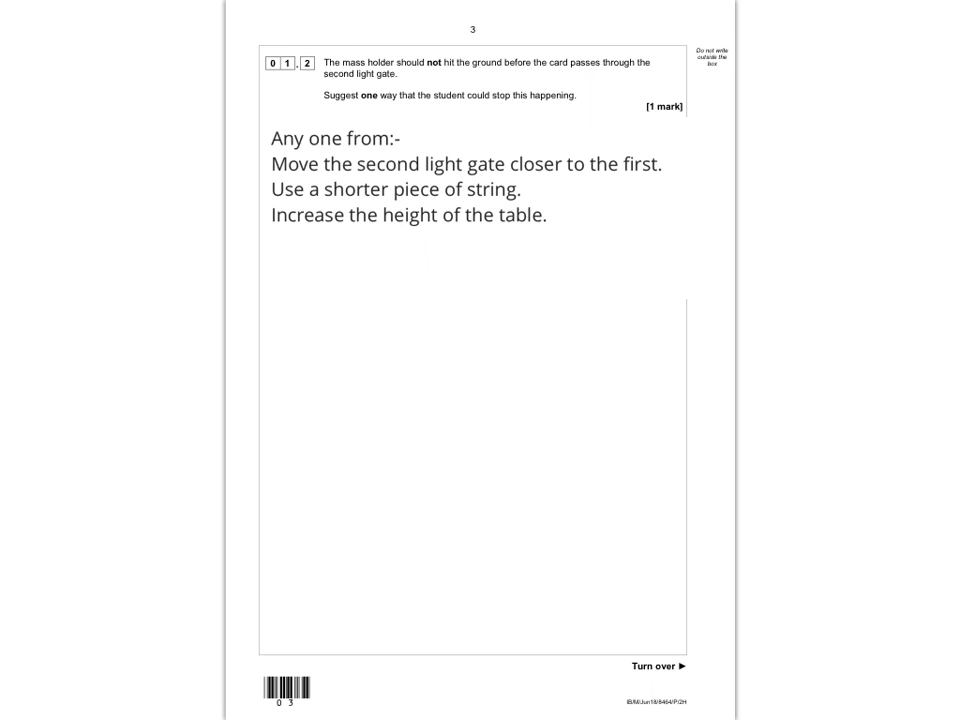 3
Do not write
outside the
box
0 1 . 2 The mass holder should not hit the ground before the card passes through the
second light gate.
Suggest one way that the student could stop this happening.
[1 mark]
Any one from:-
Move the second light gate closer to the first.
Use a shorter piece of string.
Increase the height of the table.
Turn over ►
0 3
IB/M/Jun18/8464/P/2H